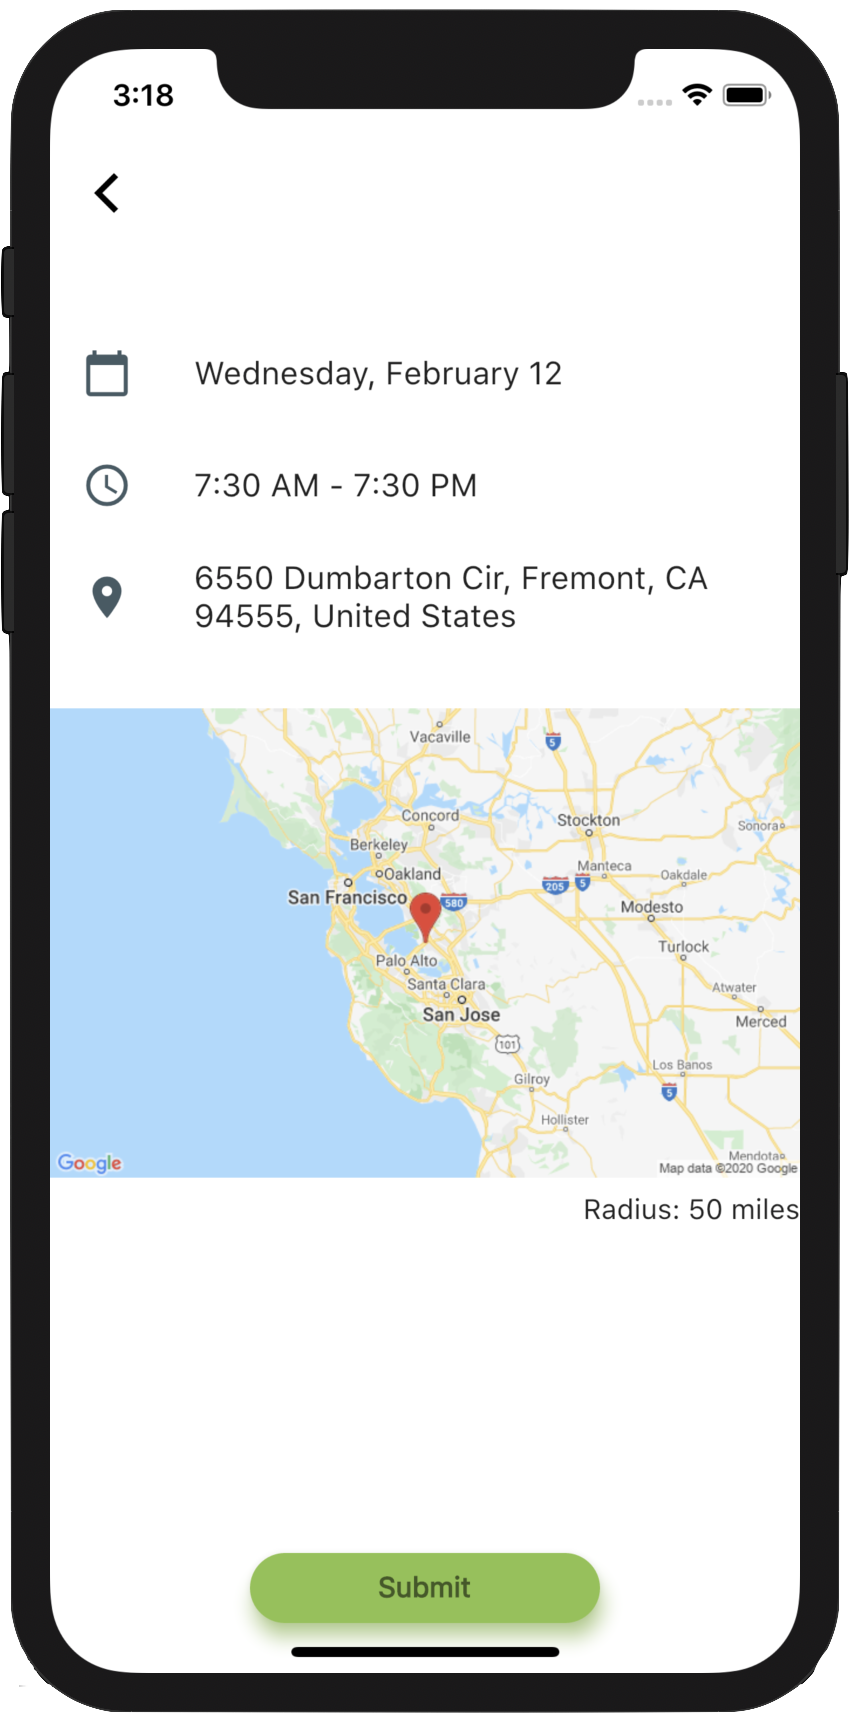 3:18
Wednesday, February 12
7:30 AM - 7:30 PM
6550 Dumbarton Cir, Fremont, CA
94555, United States
Vacaville
5
Concord
Stockton
Sonora
Berkeley
Manteca
Oakland
Oakdale
205
5
San Francisco
580
Modesto
Turlock
Palo Alto
Santa Clara
Atwater
San Jose
Merced
101
Los Banos
Gilroy
5
Hollister
Mendota
Google
Map data ©2020 Google
Radius: 50 miles
Submit